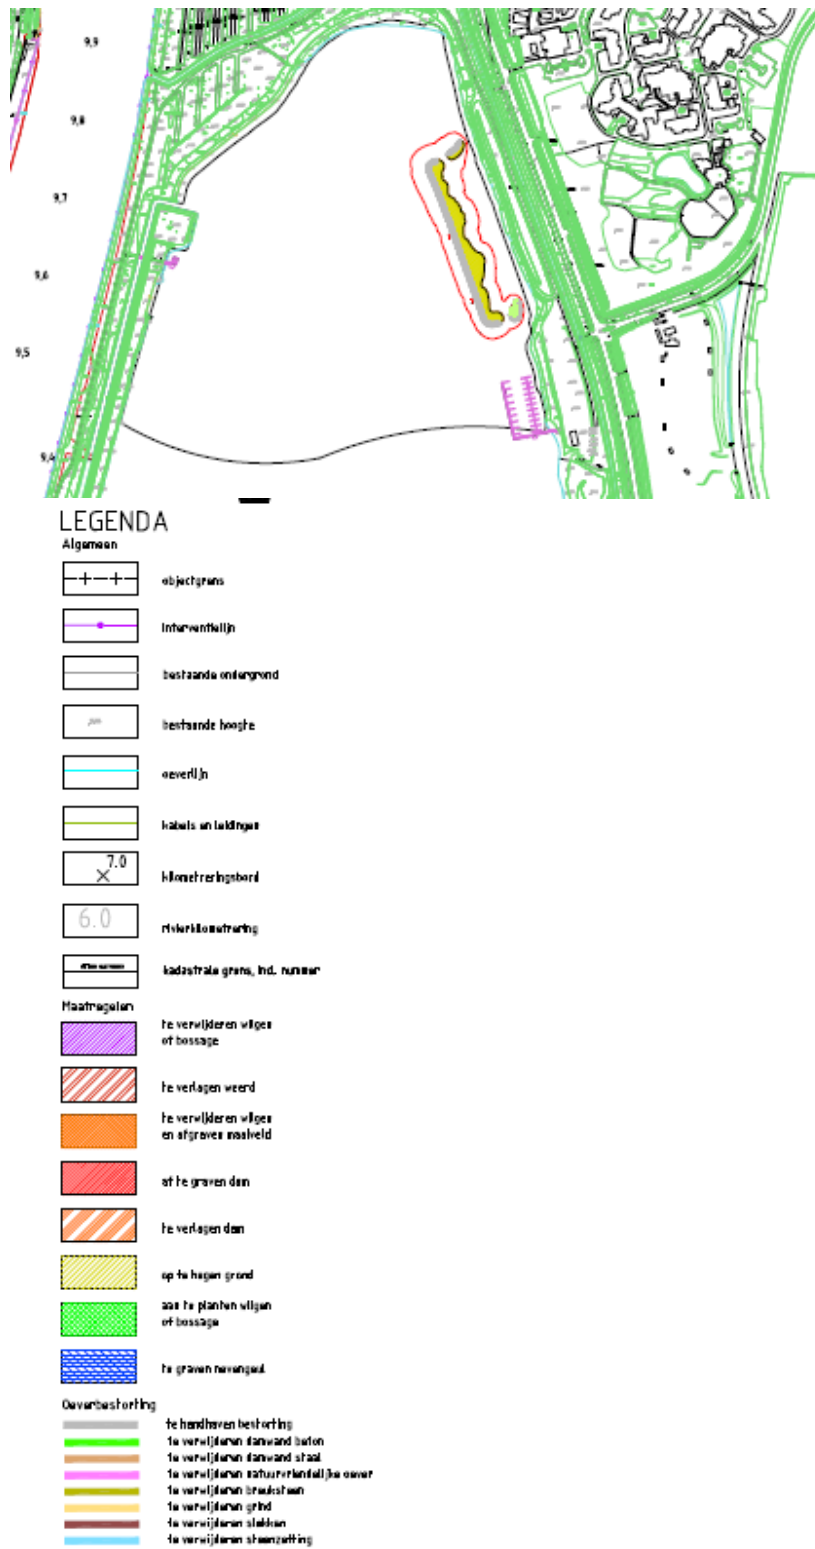 9,9
9,8
9,7
9,6
9,5
9,4
LEGENDA
Algemeen
objectgrens
interventielijn
bestaande ondergrond
bestaande hoogte
oeverlijn
kabels en leidingen
7.0
kilometreringsbord
6.0
rivierkilometrering
kadastrale grens, incl. nummer
Maatregelen
te verwijderen wilgen
of bossage
te verlagen weerd
te verwijderen wilgen
en afgraven maaiveld
af te graven dam
te verlagen dam
op te hogen grond
aan te planten wilgen
of bossage
te graven nevengeul
Oeverbestorting
te handhaven bestorting
te verwijderen damwand beton
te verwijderen damwand staal
te verwijderen natuurvriendelijke oever
te verwijderen breuksteen
te verwijderen grind
te verwijderen slakken
te verwijderen steenzetting